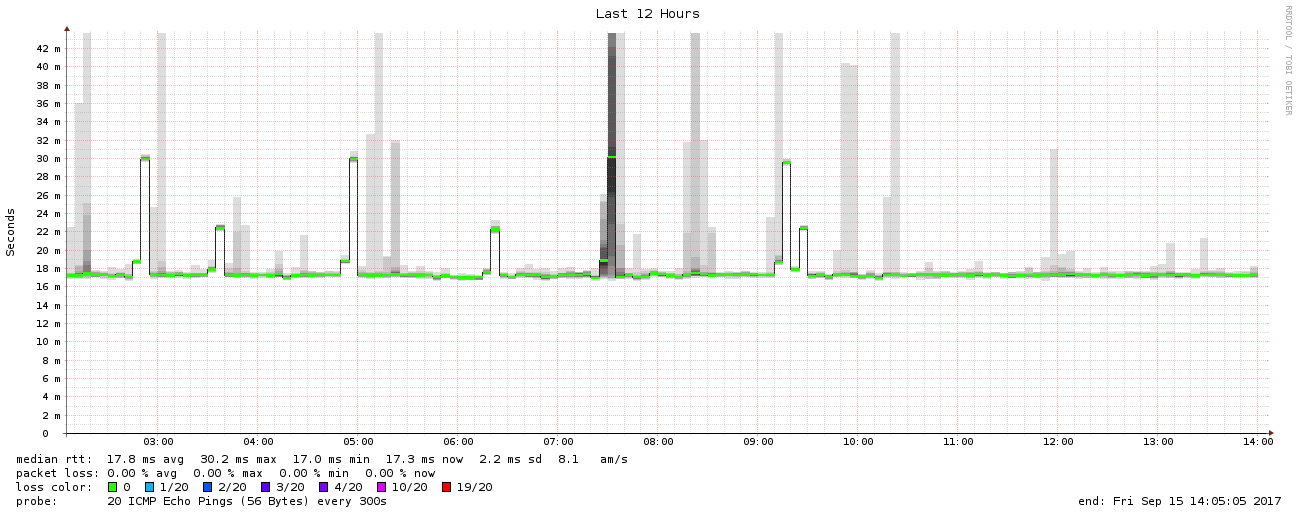 Last 12 Hours
RRDTOOL / TOBI OETIKER
Seconds
42 m
40 m
38 m
36 m
34 m
32 m
30 m
28 m
26 m
24 m
22 m
20 m
18 m
16 m
14 m
12 m
10 m
8 m
6 m
4 m
2 m
0
03:00 04:00 05:00 06:00 07:00 08:00 09:00 10:00 11:00 12:00 13:00 14:00
median rtt: 17.8 ms avg 30.2 ms max 17.0 ms min 17.3 ms now 2.2 ms sd 8.1 am/s
packet loss: 0.00 % avg 0.00 % max 0.00 % min 0.00 % now
loss color: 0 1/20 2/20 3/20 4/20 10/20 19/20
probe: 20 ICMP Echo Pings (56 Bytes) every 300s end: Fri Sep 15 14:05:05 2017